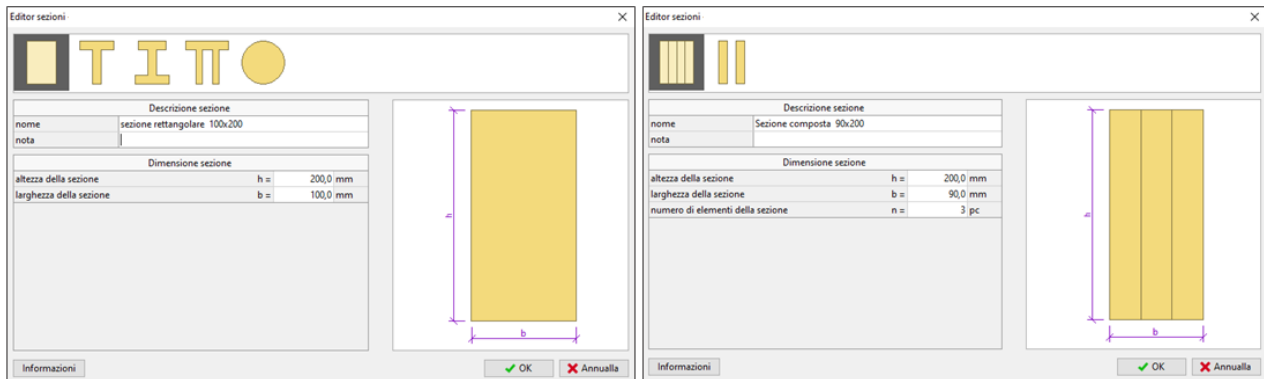 Editor sezioni
Descrizione sezione
nome sezione rettangolare 100x200
nota
Dimensione sezione
altezza della sezione h = 200,0 mm
larghezza della sezione b = 100,0 mm
h
b
Informazioni OK Annulla
Editor sezioni
Descrizione sezione
nome Sezione composta 90x200
nota
Dimensione sezione
altezza della sezione h = 200,0 mm
larghezza della sezione b = 90,0 mm
numero di elementi della sezione n = 3 pc
h
b
Informazioni OK Annulla